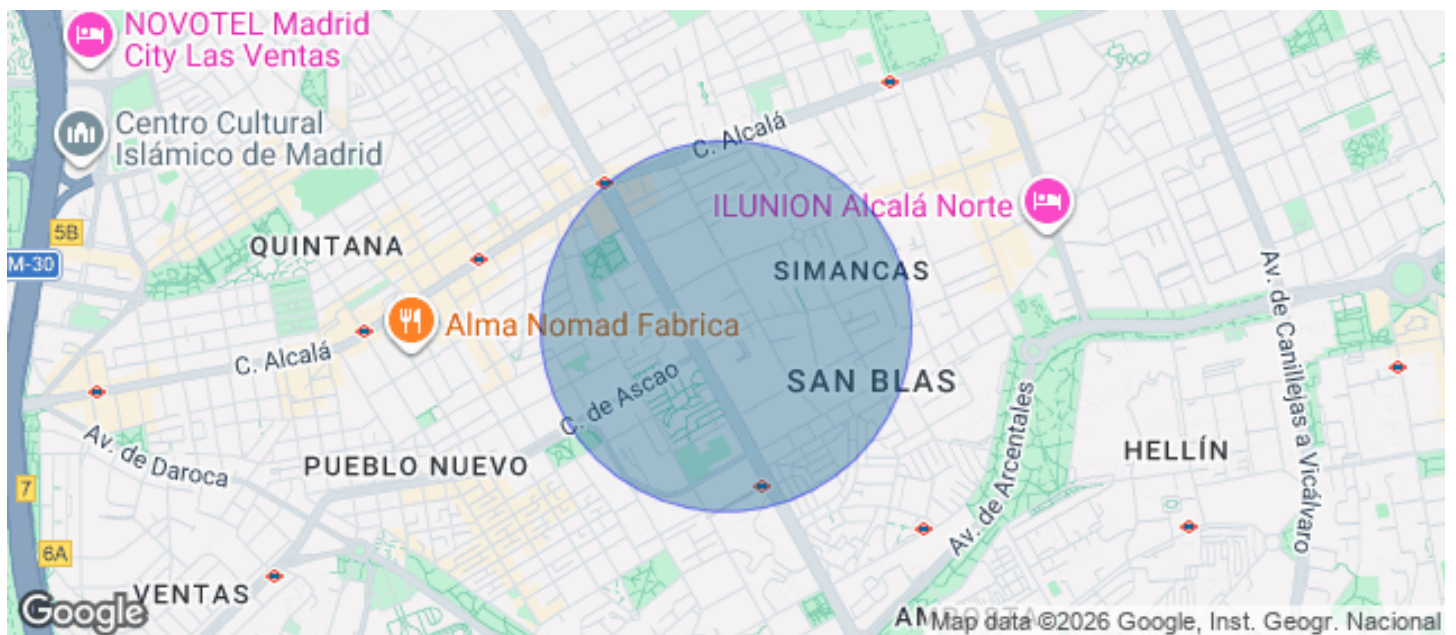 NOVOTEL Madrid
City Las Ventas
Centro Cultural
Islámico de Madrid
C. Alcalá
ILUNION Alcalá Norte
5B
M-30
QUINTANA
SIMANCAS
Alma Nomad Fabrica
C. Alcalá
C. de Ascao
SAN BLAS
Av. de Canillejas a Vicálvaro
Av. de Daroca
PUEBLO NUEVO
Av. de Arcentales
HELLÍN
7
6A
VENTAS
Google
Map data ©2026 Google, Inst. Geogr. Nacional